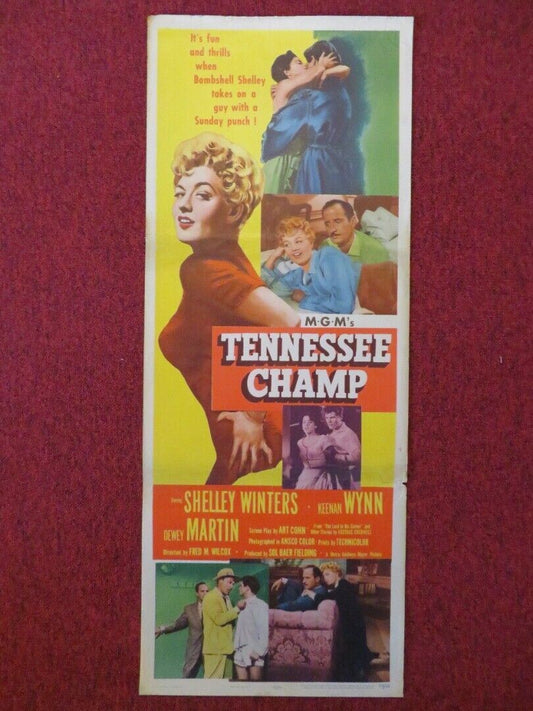 It's fun
and thrills
when
Bombshell Shelley
takes on a
guy with a
Sunday punch!
M-G-M's
TENNESSEE
CHAMP
Starring SHELLEY WINTERS · KEENAN WYNN
DEWEY MARTIN
Screen Play by ART COHN
Photographed in ANSCO COLOR · Prints by TECHNICOLOR
Directed by FRED M. WILCOX · Produced by SOL BAER FIELDING